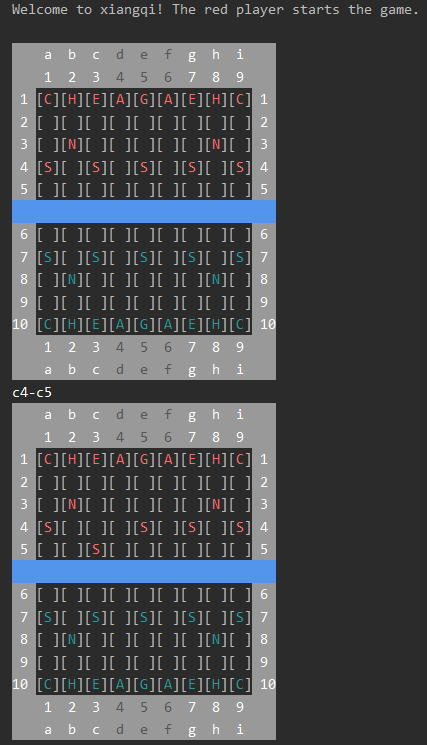 Welcome to xiangqi! The red player starts the game.
a b c d e f g h i
1 2 3 4 5 6 7 8 9
1 [C][H][E][A][G][A][E][H][C] 1
2 [ ][ ][ ][ ][ ][ ][ ][ ][ ] 2
3 [ ][N][ ][ ][ ][ ][ ][N][ ] 3
4 [S][ ][S][ ][S][ ][S][ ][S] 4
5 [ ][ ][ ][ ][ ][ ][ ][ ][ ] 5
6 [ ][ ][ ][ ][ ][ ][ ][ ][ ] 6
7 [S][ ][S][ ][S][ ][S][ ][S] 7
8 [ ][N][ ][ ][ ][ ][ ][N][ ] 8
9 [ ][ ][ ][ ][ ][ ][ ][ ][ ] 9
10 [C][H][E][A][G][A][E][H][C] 10
1 2 3 4 5 6 7 8 9
a b c d e f g h i
c4-c5
a b c d e f g h i
1 2 3 4 5 6 7 8 9
1 [C][H][E][A][G][A][E][H][C] 1
2 [ ][ ][ ][ ][ ][ ][ ][ ][ ] 2
3 [ ][N][ ][ ][ ][ ][ ][N][ ] 3
4 [S][ ][ ][ ][S][ ][S][ ][S] 4
5 [ ][ ][S][ ][ ][ ][ ][ ][ ] 5
6 [ ][ ][ ][ ][ ][ ][ ][ ][ ] 6
7 [S][ ][S][ ][S][ ][S][ ][S] 7
8 [ ][N][ ][ ][ ][ ][ ][N][ ] 8
9 [ ][ ][ ][ ][ ][ ][ ][ ][ ] 9
10 [C][H][E][A][G][A][E][H][C] 10
1 2 3 4 5 6 7 8 9
a b c d e f g h i